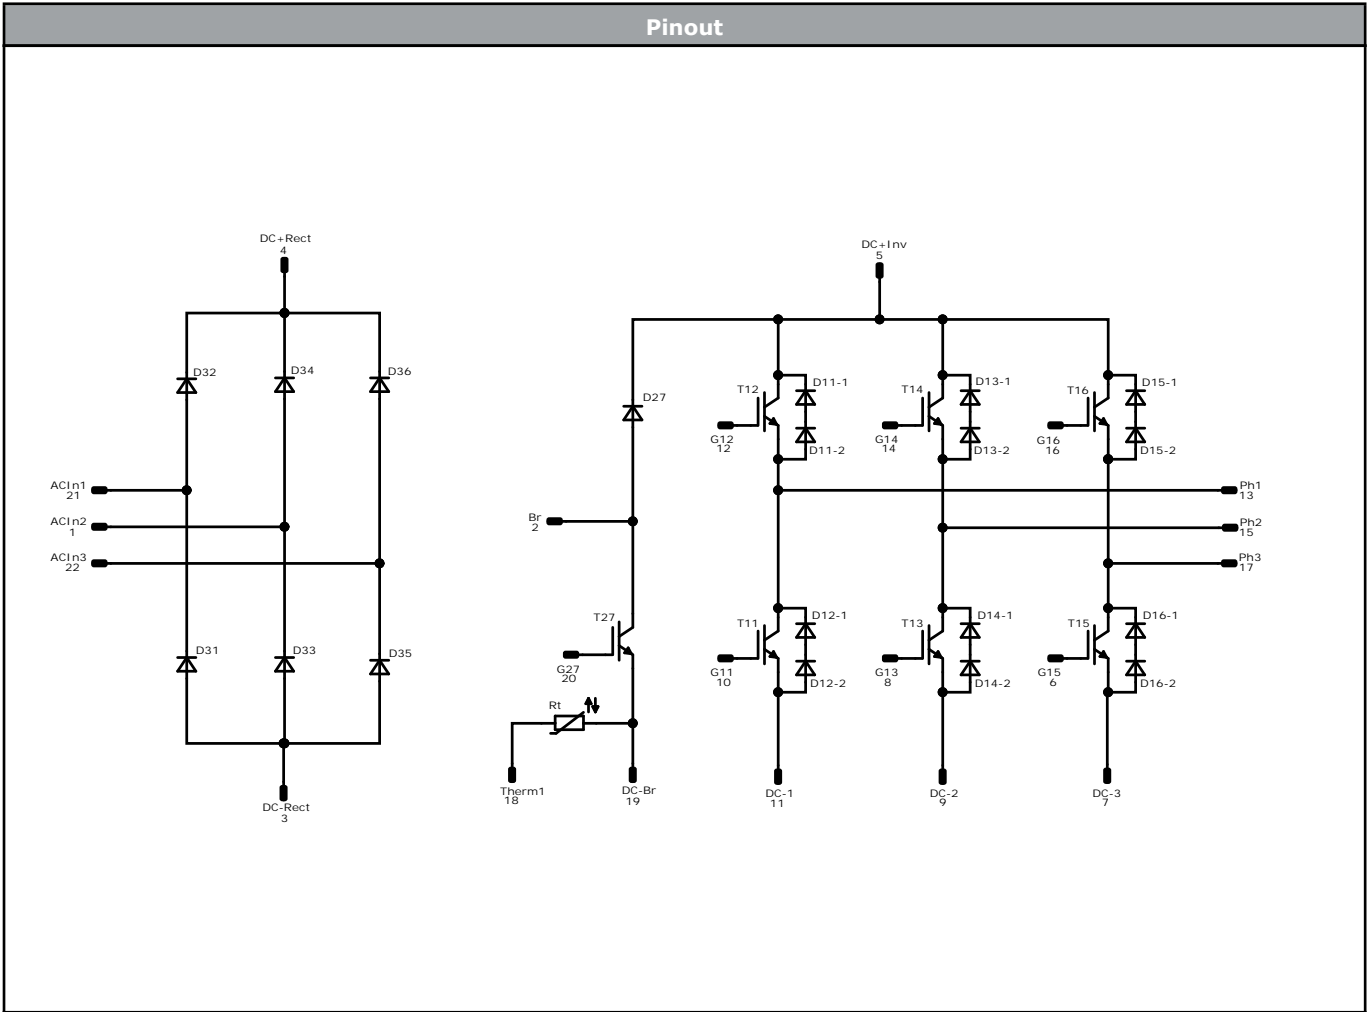 Pinout
DC+Rect
4
DC+Inv
5
D32
D34
D36
D27
T12
D11-1
T14
D13-1
T16
D15-1
G12
12
D11-2
G14
14
D13-2
G16
16
D15-2
ACIn1
21
ACIn2
1
ACIn3
22
Br
2
Ph1
13
Ph2
15
Ph3
17
D31
D33
D35
T27
G27
20
T11
D12-1
T13
D14-1
T15
D16-1
G11
10
D12-2
G13
8
D14-2
G15
6
D16-2
Rt
DC-Rect
3
Therm1
18
DC-Br
19
DC-1
11
DC-2
9
DC-3
7